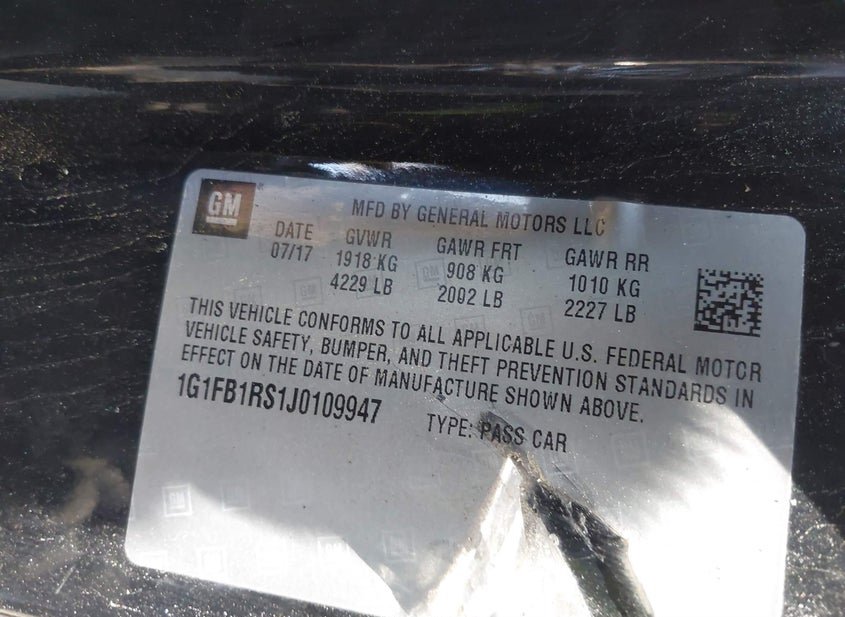 GM
MFD BY GENERAL MOTORS LLC
DATE GVWR GAWR FRT GAWR RR
07/17 1918 KG 908 KG 1010 KG
4229 LB 2002 LB 2227 LB
THIS VEHICLE CONFORMS TO ALL APPLICABLE U.S. FEDERAL MOTOR
VEHICLE SAFETY, BUMPER, AND THEFT PREVENTION STANDARDS IN
EFFECT ON THE DATE OF MANUFACTURE SHOWN ABOVE.
1G1FB1RS1J0109947 TYPE: PASS CAR